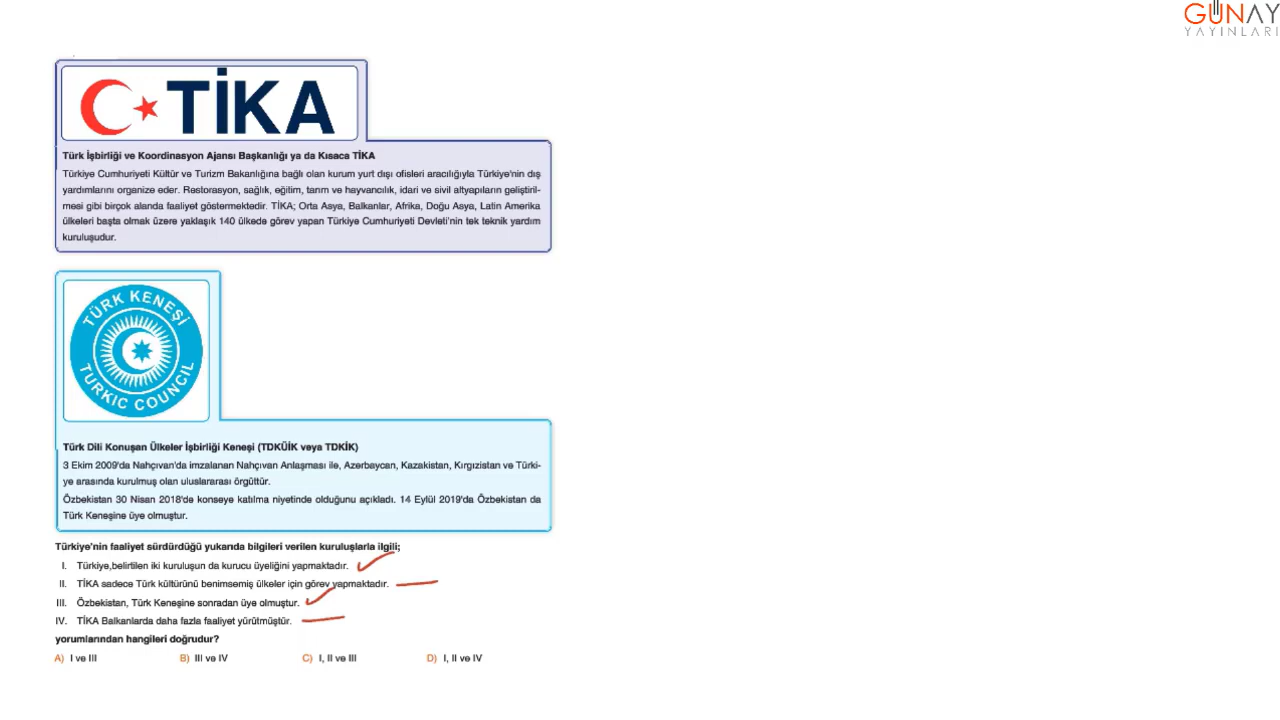 GÜNAY
YAYINLARI
TİKA
Türk İşbirliği ve Koordinasyon Ajansı Başkanlığı ya da Kısaca TİKA
Türkiye Cumhuriyeti Kültür ve Turizm Bakanlığına bağlı olan kurum yurt dışı ofisleri aracılığıyla Türkiye'nin dış
yardımlarını organize eder. Restorasyon, sağlık, eğitim, tarım ve hayvancılık, idari ve sivil altyapıların geliştiril-
mesi gibi birçok alanda faaliyet göstermektedir. TİKA; Orta Asya, Balkanlar, Afrika, Doğu Asya, Latin Amerika
ülkeleri başta olmak üzere yaklaşık 140 ülkede görev yapan Türkiye Cumhuriyeti Devleti'nin tek teknik yardım
kuruluşudur.
TÜRK KENEŞİ
TURKIC COUNCIL
Türk Dili Konuşan Ülkeler İşbirliği Keneşi (TDKÜİK veya TDKİK)
3 Ekim 2009'da Nahçıvan'da imzalanan Nahçıvan Anlaşması ile, Azerbaycan, Kazakistan, Kırgızistan ve Türki-
ye arasında kurulmuş olan uluslararası örgüttür.
Özbekistan 30 Nisan 2018'de konseye katılma niyetinde olduğunu açıkladı. 14 Eylül 2019'da Özbekistan da
Türk Keneşine üye olmuştur.
Türkiye'nin faaliyet sürdürdüğü yukarıda bilgileri verilen kuruluşlarla ilgili;
I. Türkiye,belirtilen iki kuruluşun da kurucu üyeliğini yapmaktadır.
II. TİKA sadece Türk kültürünü benimsemiş ülkeler için görev yapmaktadır.
III. Özbekistan, Türk Keneşine sonradan üye olmuştur.
IV. TİKA Balkanlarda daha fazla faaliyet yürütmüştür.
yorumlarından hangileri doğrudur?
A) I ve III B) III ve IV C) I, II ve III D) I, II ve IV